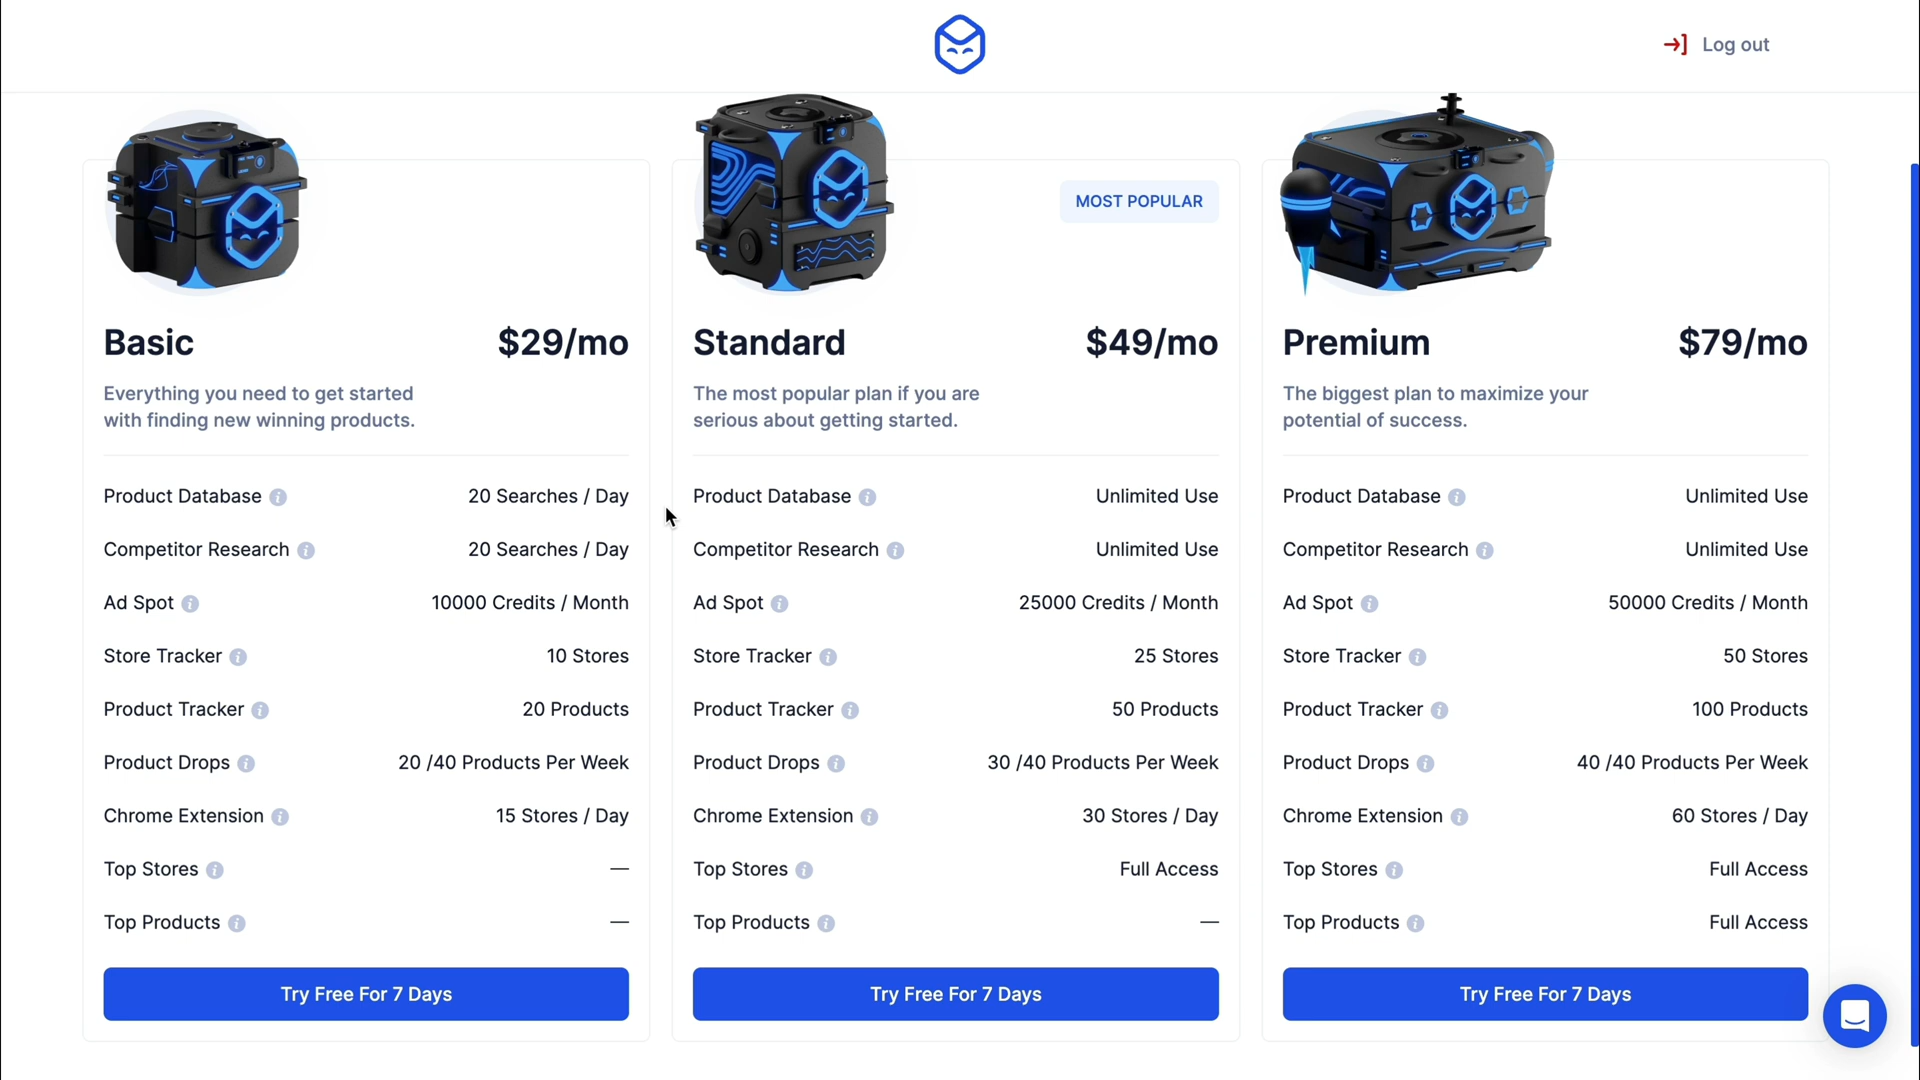 Log out
MOST POPULAR
Basic $29/mo
Everything you need to get started
with finding new winning products.
Product Database 20 Searches / Day
Competitor Research 20 Searches / Day
Ad Spot 10000 Credits / Month
Store Tracker 10 Stores
Product Tracker 20 Products
Product Drops 20 /40 Products Per Week
Chrome Extension 15 Stores / Day
Top Stores —
Top Products —
Try Free For 7 Days
Standard $49/mo
The most popular plan if you are
serious about getting started.
Product Database Unlimited Use
Competitor Research Unlimited Use
Ad Spot 25000 Credits / Month
Store Tracker 25 Stores
Product Tracker 50 Products
Product Drops 30 /40 Products Per Week
Chrome Extension 30 Stores / Day
Top Stores Full Access
Top Products —
Try Free For 7 Days
Premium $79/mo
The biggest plan to maximize your
potential of success.
Product Database Unlimited Use
Competitor Research Unlimited Use
Ad Spot 50000 Credits / Month
Store Tracker 50 Stores
Product Tracker 100 Products
Product Drops 40 /40 Products Per Week
Chrome Extension 60 Stores / Day
Top Stores Full Access
Top Products Full Access
Try Free For 7 Days